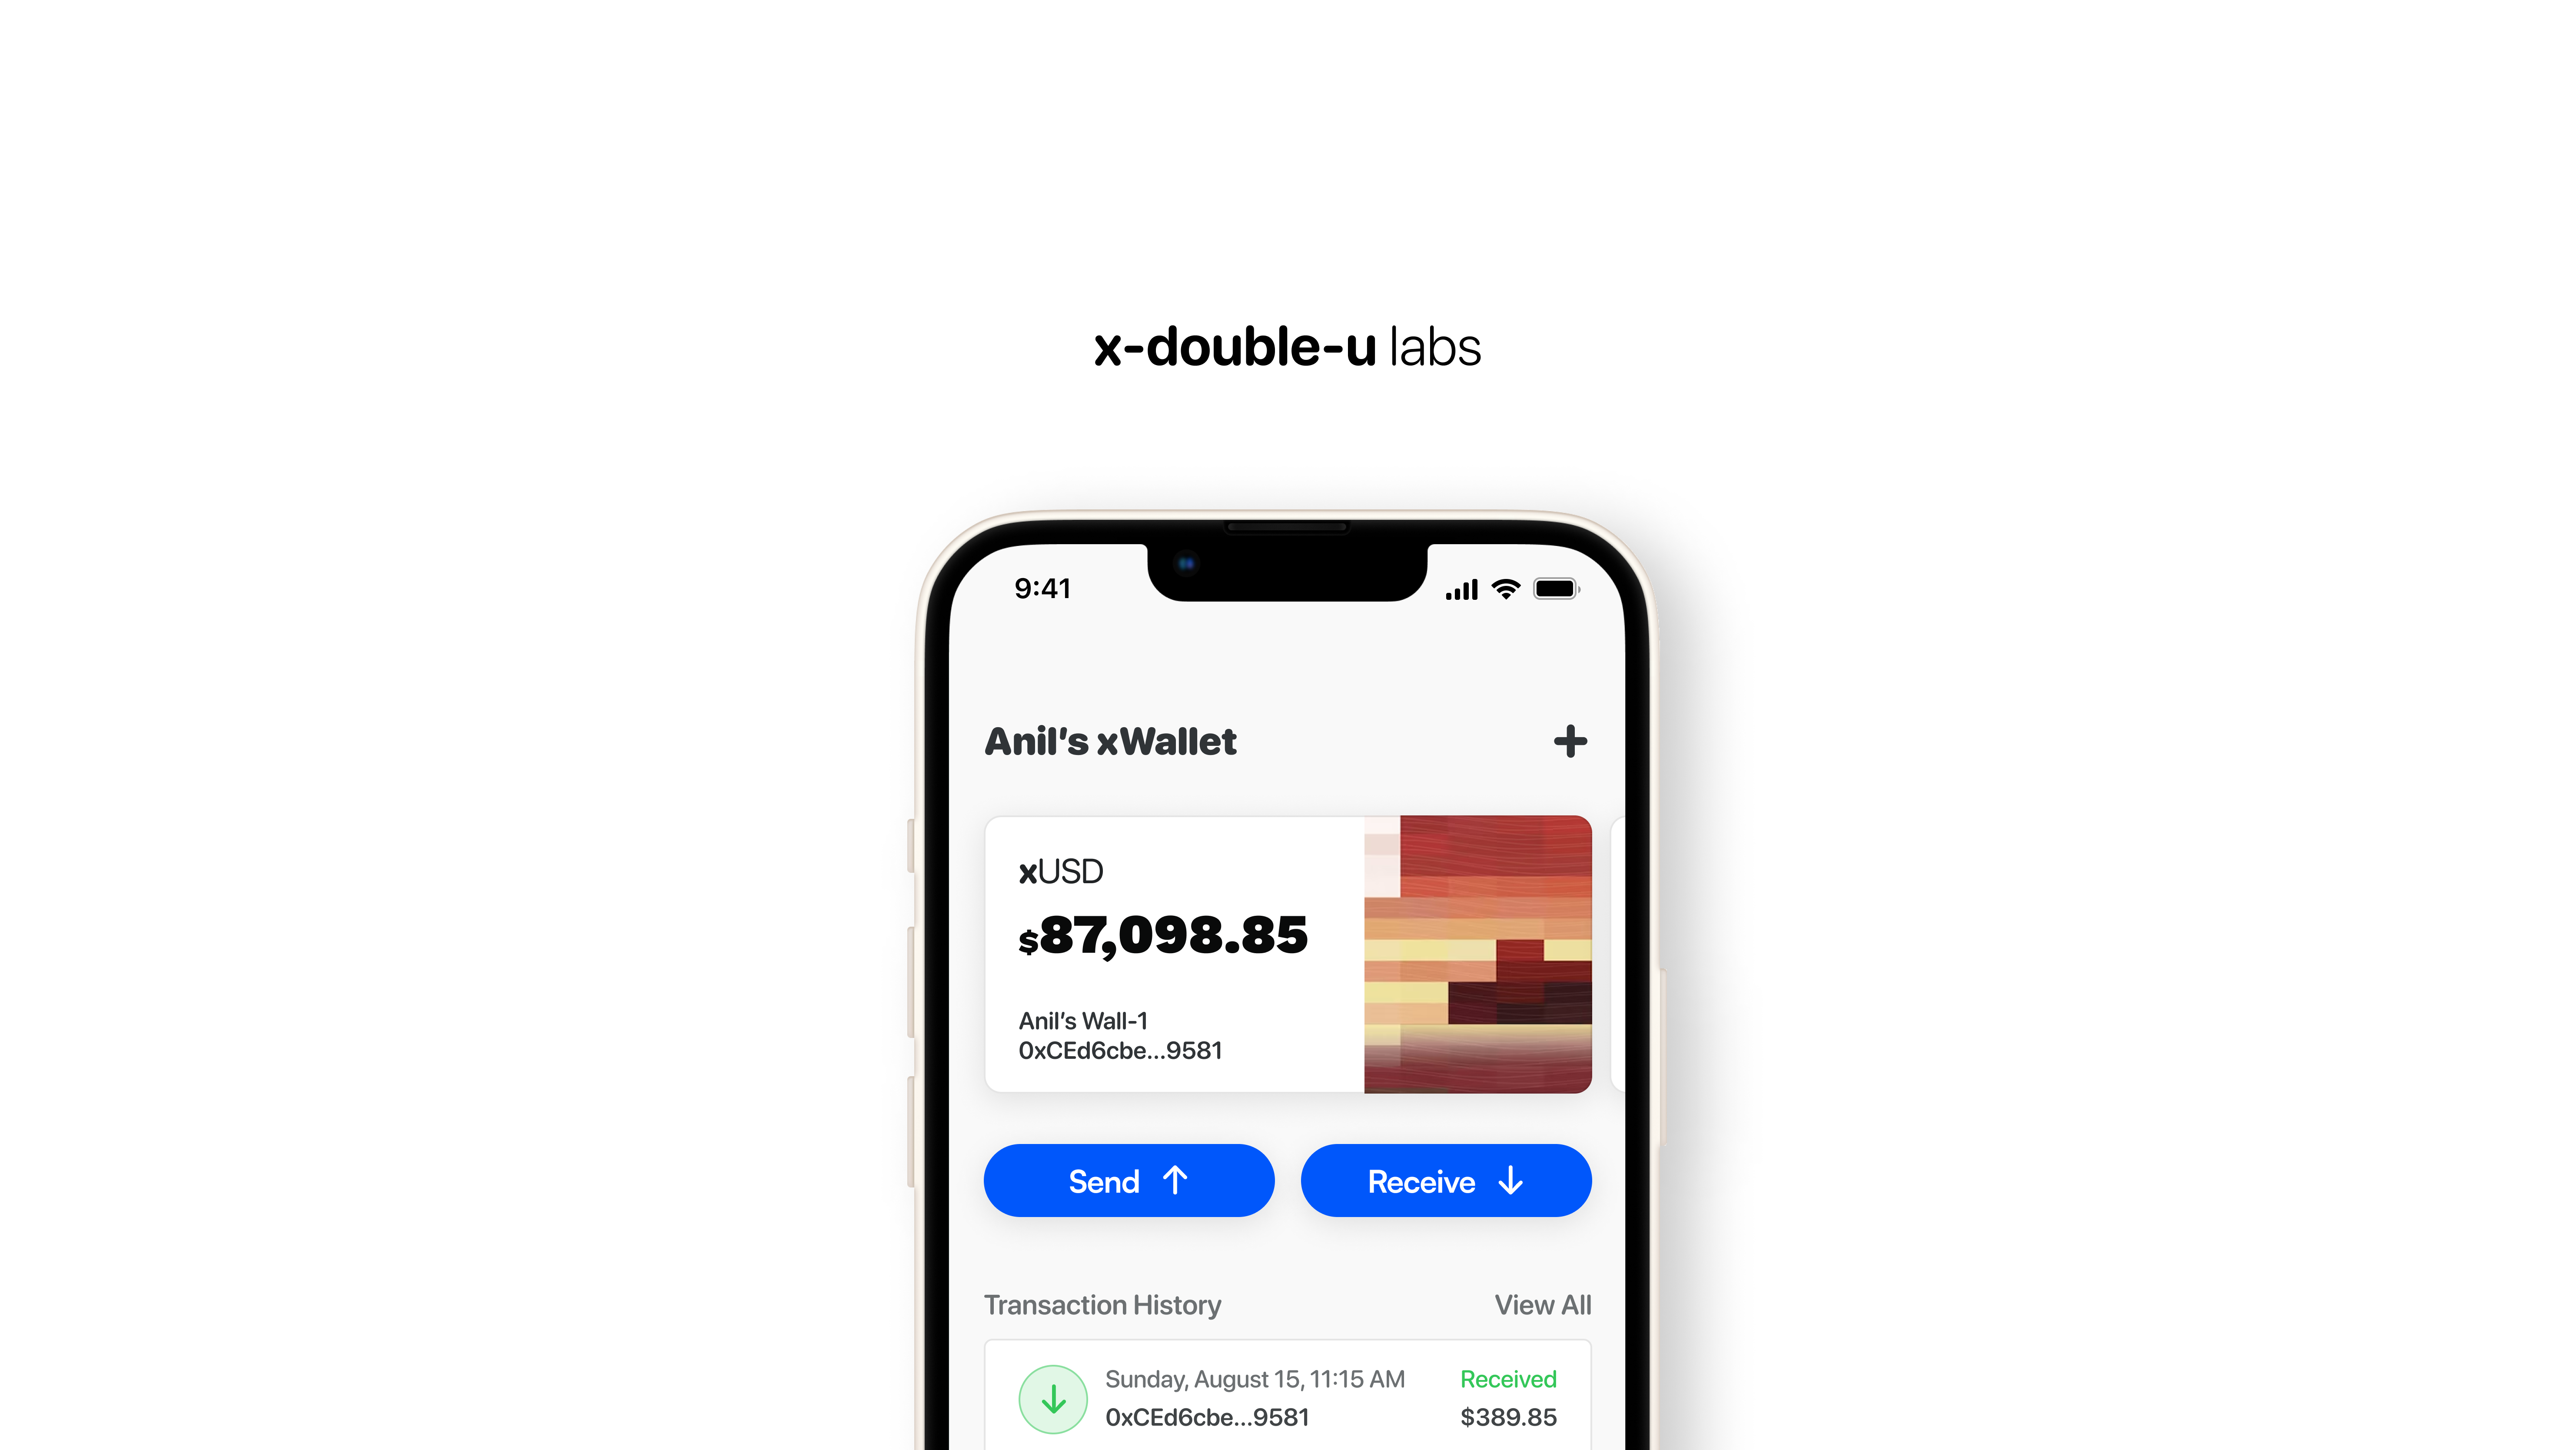 x-double-u labs
9:41
Anil's xWallet
xUSD
$87,098.85
Anil's Wall-1
0xCEd6cbe...9581
Send
Receive
Transaction History
View All
Sunday, August 15, 11:15 AM
Received
0xCEd6cbe...9581
$389.85